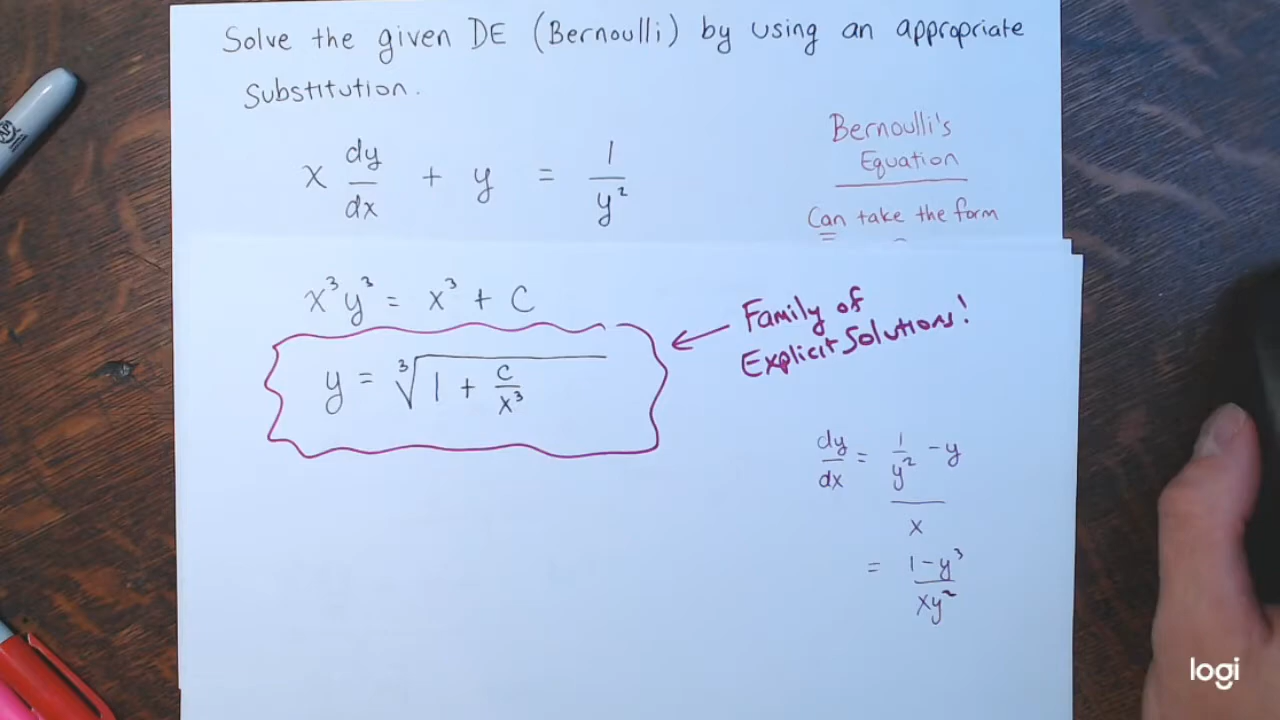 Solve the given DE (Bernoulli) by using an appropriate
Substitution.
x dy/dx + y = 1/y²
Bernoulli's
Equation
Can take the form
x³y³ = x³ + C
y = ³√(1 + C/x³)
Family of
Explicit Solutions!
dy/dx = (1/y² - y)/x
= (1-y³)/(xy²)
logi